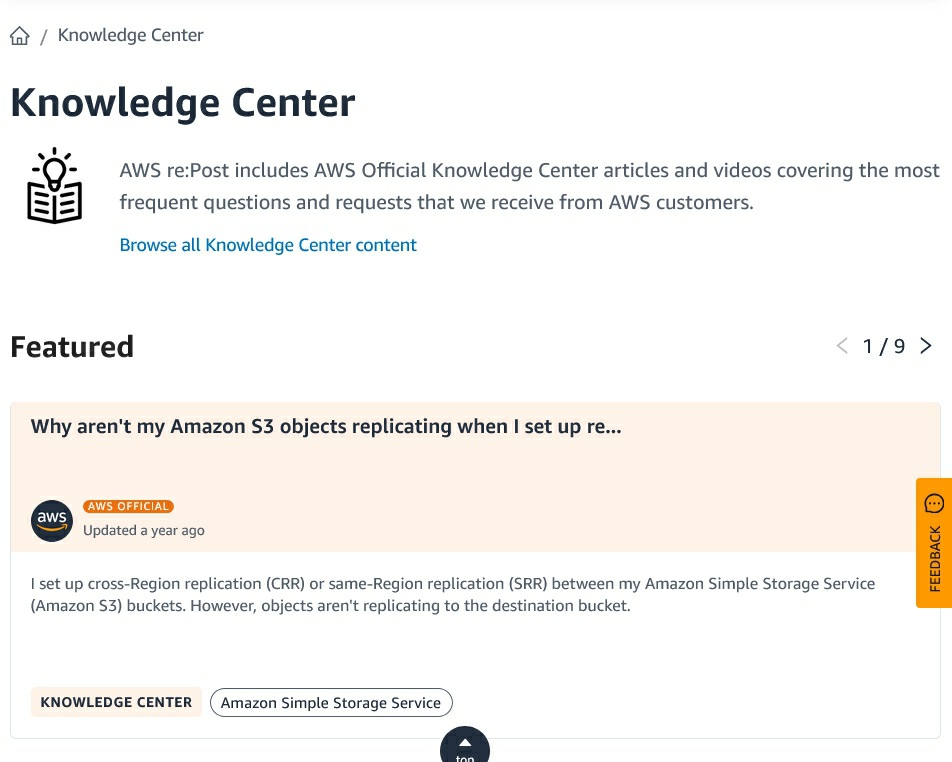 / Knowledge Center
Knowledge Center
AWS re:Post includes AWS Official Knowledge Center articles and videos covering the most
frequent questions and requests that we receive from AWS customers.
Browse all Knowledge Center content
Featured
1 / 9
Why aren't my Amazon S3 objects replicating when I set up re...
aws
AWS OFFICIAL
Updated a year ago
FEEDBACK
I set up cross-Region replication (CRR) or same-Region replication (SRR) between my Amazon Simple Storage Service
(Amazon S3) buckets. However, objects aren't replicating to the destination bucket.
KNOWLEDGE CENTER
Amazon Simple Storage Service
top